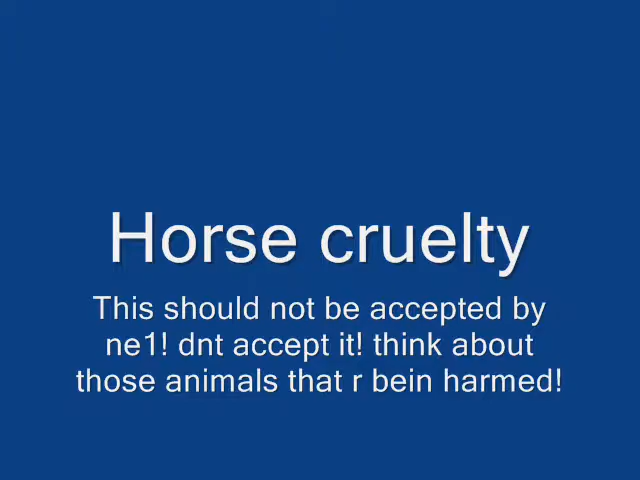 Horse cruelty
This should not be accepted by
ne1! dnt accept it! think about
those animals that r bein harmed!